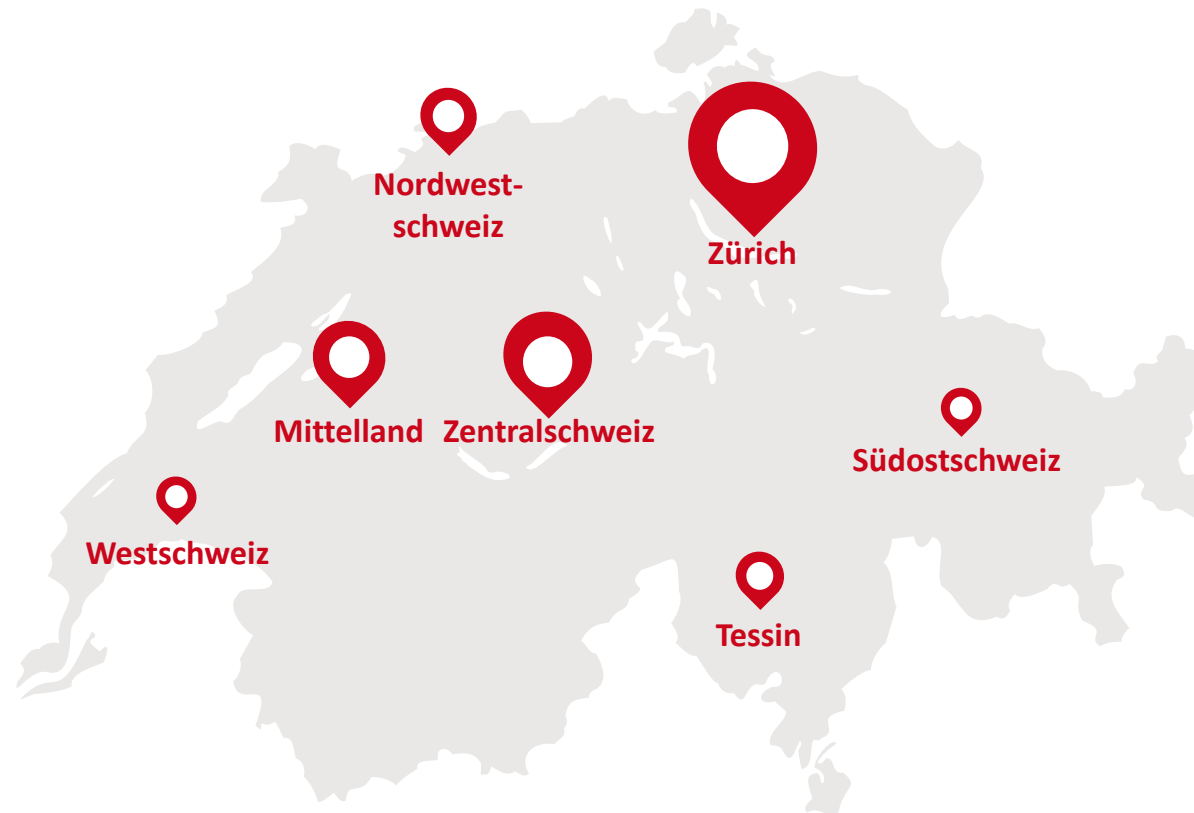 Nordwest-
schweiz
Zürich
Mittelland
Zentralschweiz
Südostschweiz
Westschweiz
Tessin